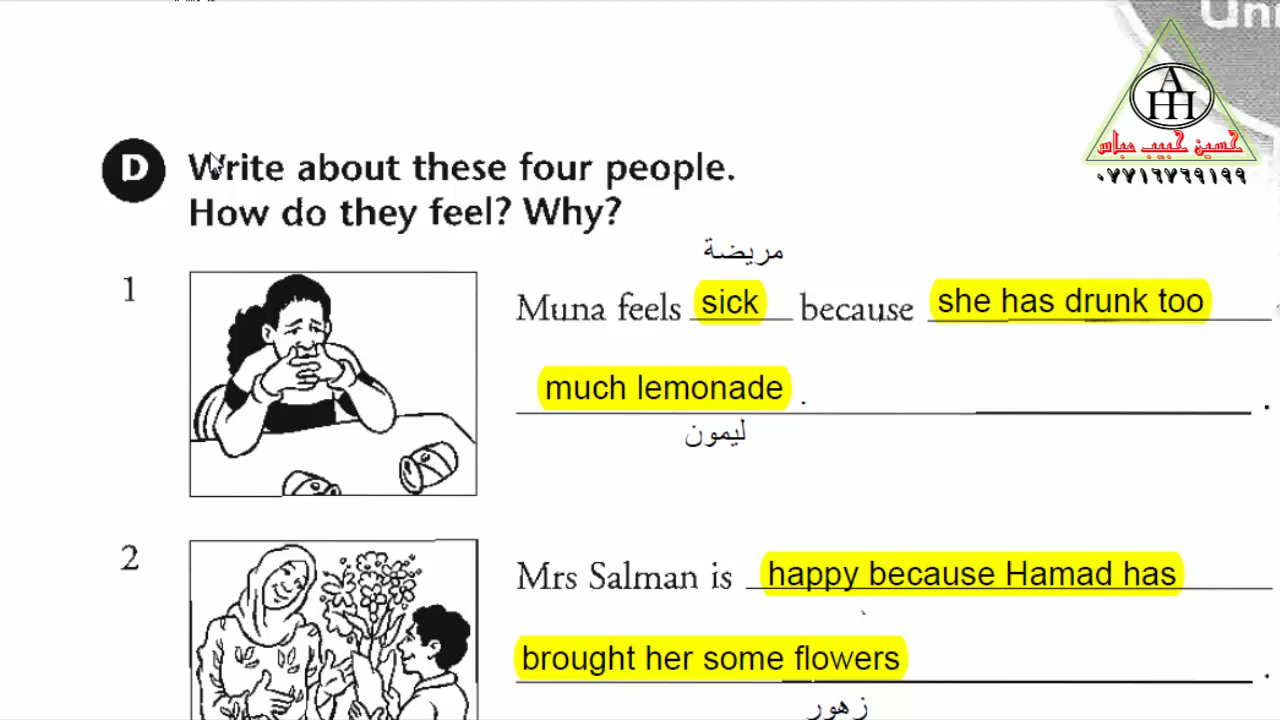 Uni
AHH
حسين حبيب عباس
٠٧٧١٦٧٦٩١٩٩
D Write about these four people.
How do they feel? Why?
مريضة
1 Muna feels sick because she has drunk too
much lemonade .
ليمون
2 Mrs Salman is happy because Hamad has
brought her some flowers .
زهور